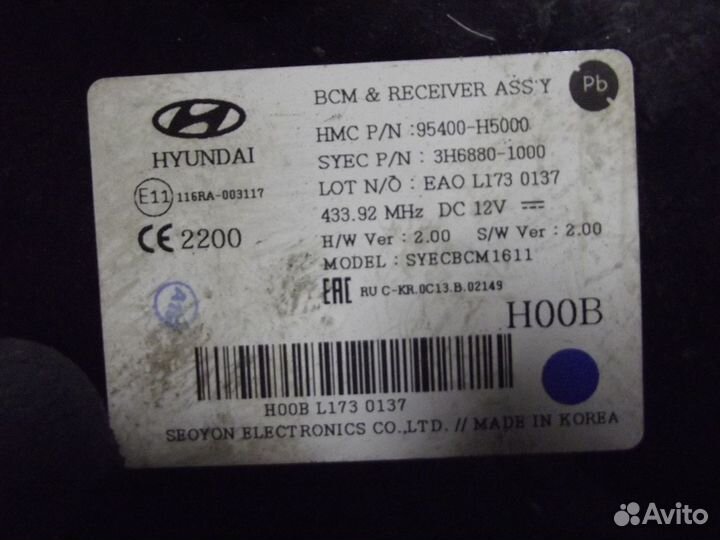 BCM & RECEIVER ASS'Y
Pb
HYUNDAI
HMC P/N :95400-H5000
SYEC P/N : 3H6880-1000
LOT N/O : EAO L173 0137
E11 116RA-003117
433.92 MHz DC 12V
CE 2200
H/W Ver : 2.00 S/W Ver : 2.00
MODEL : SYECBCM1611
EAC RU C-KR.0C13.B.02149
H00B
H00B L173 0137
SEOYON ELECTRONICS CO.,LTD. // MADE IN KOREA
Avito